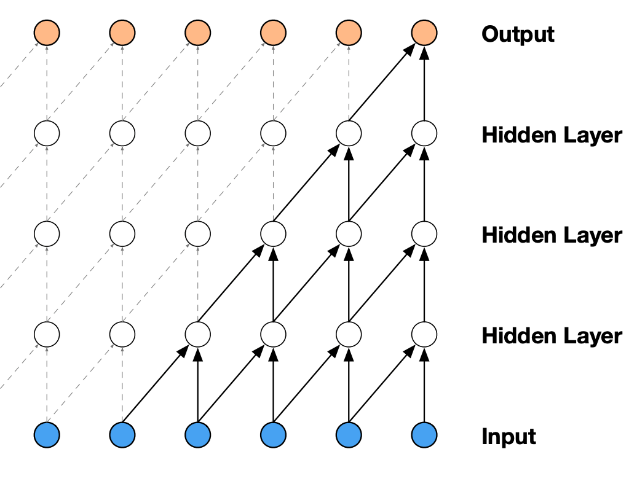 Output
Hidden Layer
Hidden Layer
Hidden Layer
Input